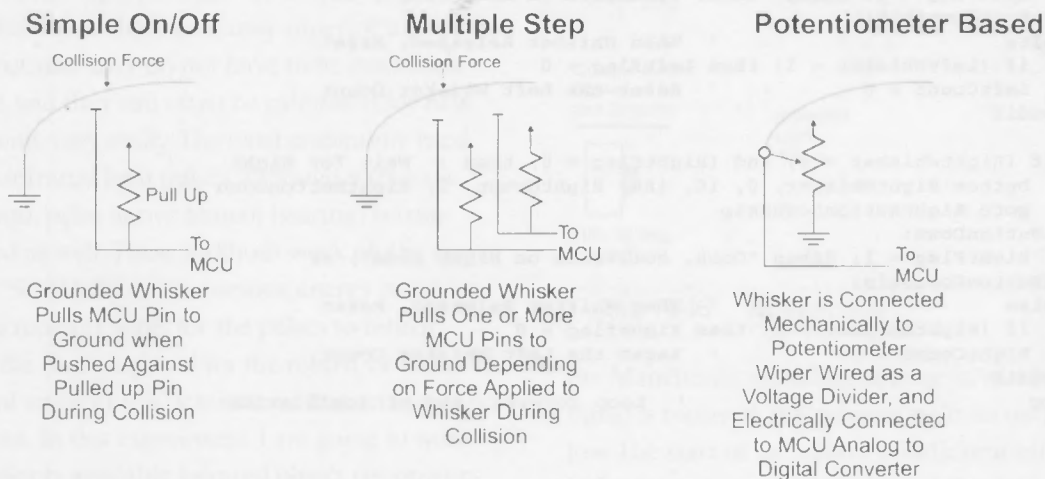 Simple On/Off
Collision Force
Pull Up
To
MCU
Grounded Whisker
Pulls MCU Pin to
Ground when
Pushed Against
Pulled up Pin
During Collision
Multiple Step
Collision Force
To
MCU
Grounded Whisker
Pulls One or More
MCU Pins to
Ground Depending
on Force Applied to
Whisker During
Collision
Potentiometer Based
To
MCU
Whisker is Connected
Mechanically to
Potentiometer
Wiper Wired as a
Voltage Divider, and
Electrically Connected
to MCU Analog to
Digital Converter